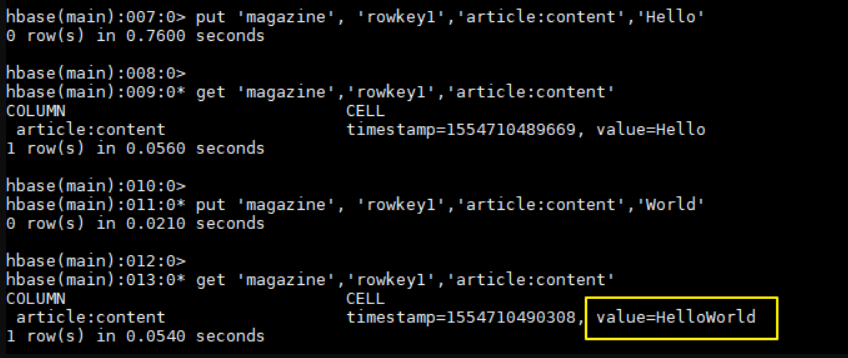 hbase(main):007:0> put 'magazine', 'rowkey1','article:content','Hello'
0 row(s) in 0.7600 seconds
hbase(main):008:0>
hbase(main):009:0* get 'magazine','rowkey1','article:content'
COLUMN CELL
article:content timestamp=1554710489669, value=Hello
1 row(s) in 0.0560 seconds
hbase(main):010:0>
hbase(main):011:0* put 'magazine', 'rowkey1','article:content','World'
0 row(s) in 0.0210 seconds
hbase(main):012:0>
hbase(main):013:0* get 'magazine','rowkey1','article:content'
COLUMN CELL
article:content timestamp=1554710490308, value=HelloWorld
1 row(s) in 0.0540 seconds